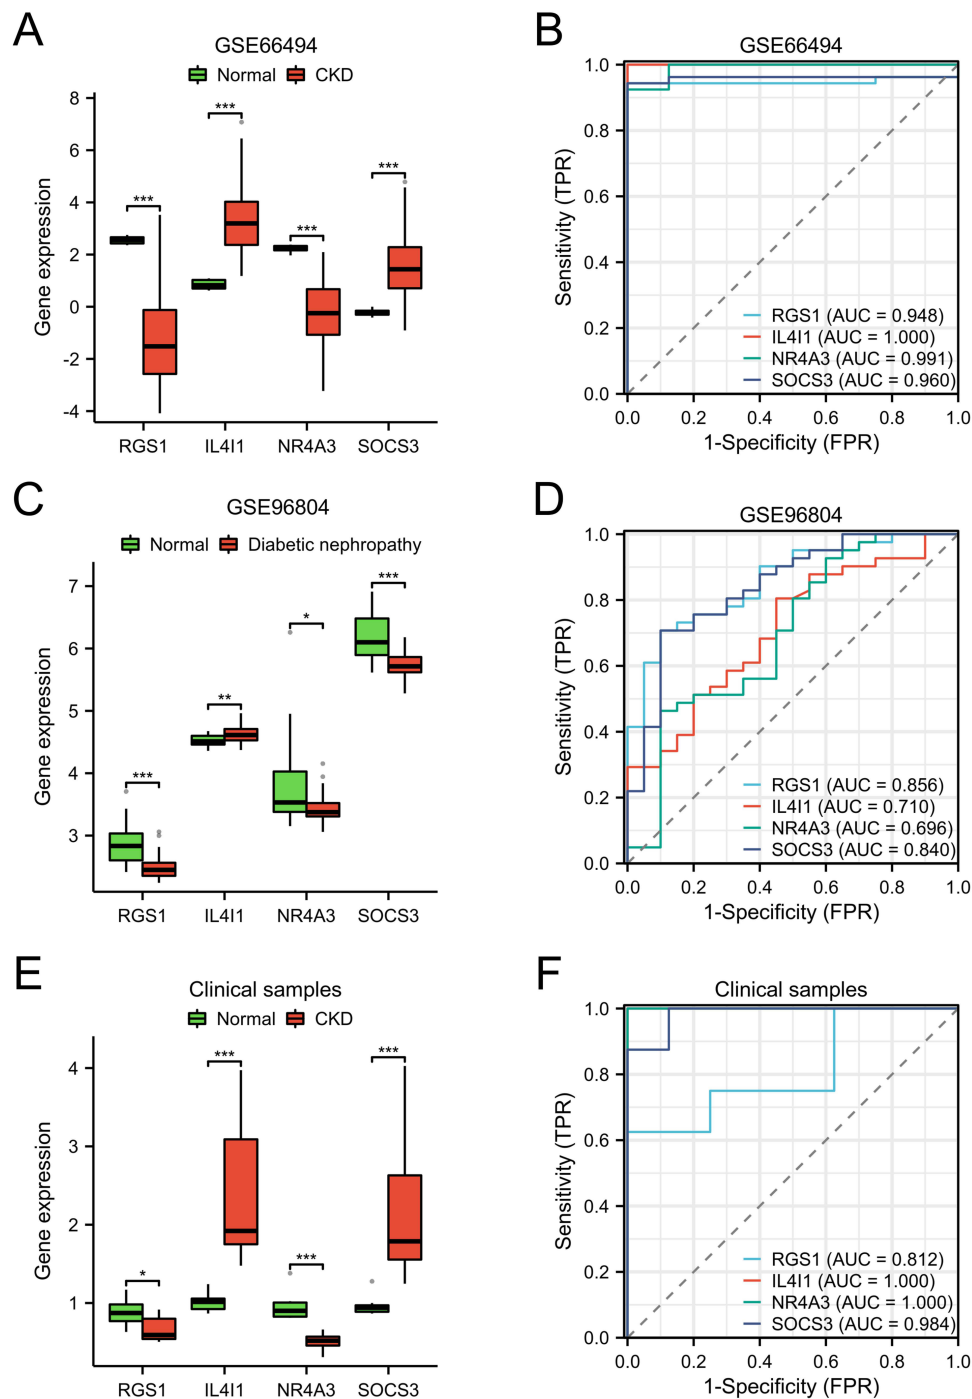 A
GSE66494
Normal CKD
Gene expression
8
6
4
2
0
-2
-4
***
***
***
***
RGS1 IL4I1 NR4A3 SOCS3
B
GSE66494
Sensitivity (TPR)
1.0
0.8
0.6
0.4
0.2
0.0
RGS1 (AUC = 0.948)
IL4I1 (AUC = 1.000)
NR4A3 (AUC = 0.991)
SOCS3 (AUC = 0.960)
0.0 0.2 0.4 0.6 0.8 1.0
1-Specificity (FPR)
C
GSE96804
Normal Diabetic nephropathy
Gene expression
7
6
5
4
3
***
**
*
***
RGS1 IL4I1 NR4A3 SOCS3
D
GSE96804
Sensitivity (TPR)
1.0
0.8
0.6
0.4
0.2
0.0
RGS1 (AUC = 0.856)
IL4I1 (AUC = 0.710)
NR4A3 (AUC = 0.696)
SOCS3 (AUC = 0.840)
0.0 0.2 0.4 0.6 0.8 1.0
1-Specificity (FPR)
E
Clinical samples
Normal CKD
Gene expression
4
3
2
1
*
***
***
***
RGS1 IL4I1 NR4A3 SOCS3
F
Clinical samples
Sensitivity (TPR)
1.0
0.8
0.6
0.4
0.2
0.0
RGS1 (AUC = 0.812)
IL4I1 (AUC = 1.000)
NR4A3 (AUC = 1.000)
SOCS3 (AUC = 0.984)
0.0 0.2 0.4 0.6 0.8 1.0
1-Specificity (FPR)